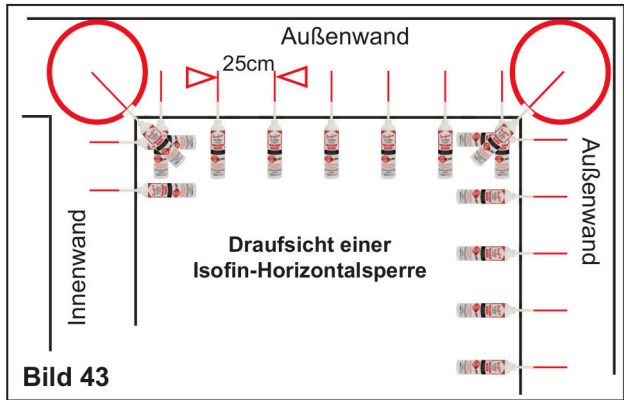 Außenwand
25cm
Außenwand
Innenwand
Draufsicht einer
Isofin-Horizontalsperre
Bild 43